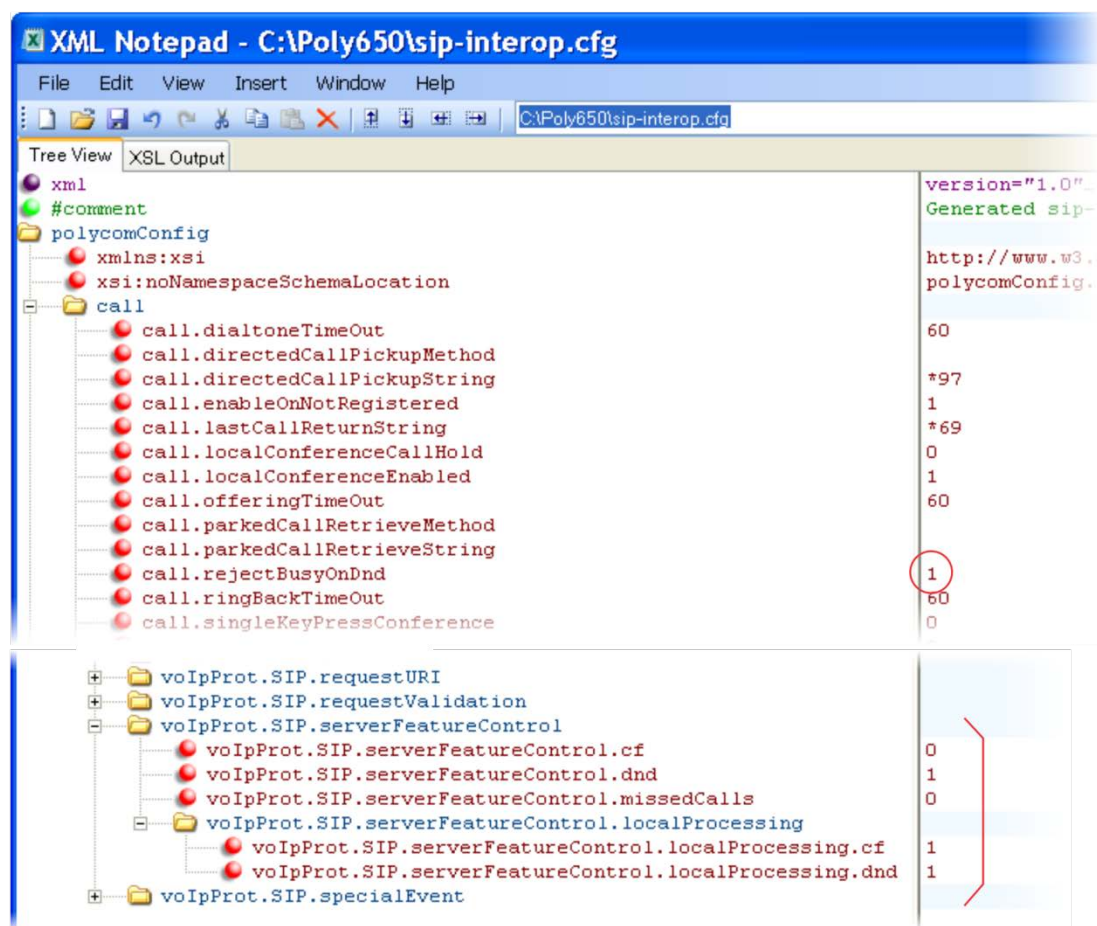 XML Notepad - C:\Poly650\sip-interop.cfg
File Edit View Insert Window Help
C:\Poly650\sip-interop.cfg
Tree View XSL Output
xml version="1.0"
#comment Generated sip-
polycomConfig
xmlns:xsi http://www.w3.
xsi:noNamespaceSchemaLocation polycomConfig.
call
call.dialtoneTimeOut 60
call.directedCallPickupMethod
call.directedCallPickupString *97
call.enableOnNotRegistered 1
call.lastCallReturnString *69
call.localConferenceCallHold 0
call.localConferenceEnabled 1
call.offeringTimeOut 60
call.parkedCallRetrieveMethod
call.parkedCallRetrieveString
call.rejectBusyOnDnd 1
call.ringBackTimeOut 60
call.singleKeyPressConference 0
voIpProt.SIP.requestURI
voIpProt.SIP.requestValidation
voIpProt.SIP.serverFeatureControl
voIpProt.SIP.serverFeatureControl.cf 0
voIpProt.SIP.serverFeatureControl.dnd 1
voIpProt.SIP.serverFeatureControl.missedCalls 0
voIpProt.SIP.serverFeatureControl.localProcessing
voIpProt.SIP.serverFeatureControl.localProcessing.cf 1
voIpProt.SIP.serverFeatureControl.localProcessing.dnd 1
voIpProt.SIP.specialEvent